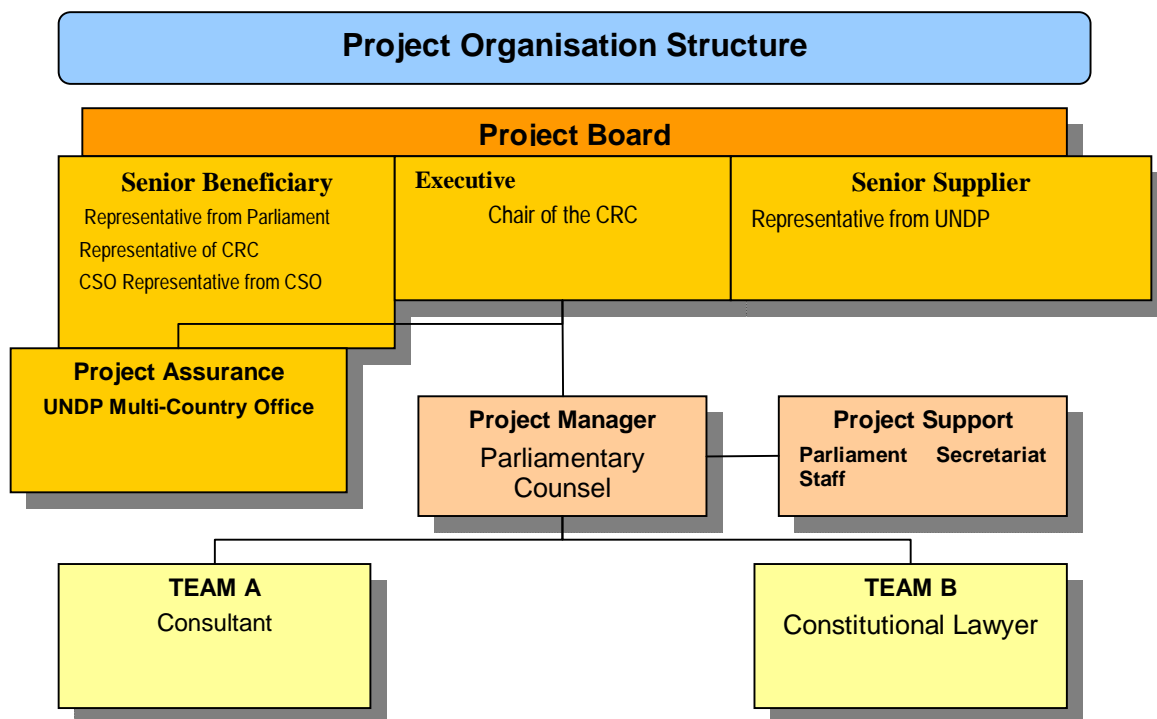 Project Organisation Structure
Project Board
Senior Beneficiary
Representative from Parliament
Representative of CRC
CSO Representative from CSO
Executive
Chair of the CRC
Senior Supplier
Representative from UNDP
Project Assurance
UNDP Multi-Country Office
Project Manager
Parliamentary
Counsel
Project Support
Parliament Secretariat
Staff
TEAM A
Consultant
TEAM B
Constitutional Lawyer